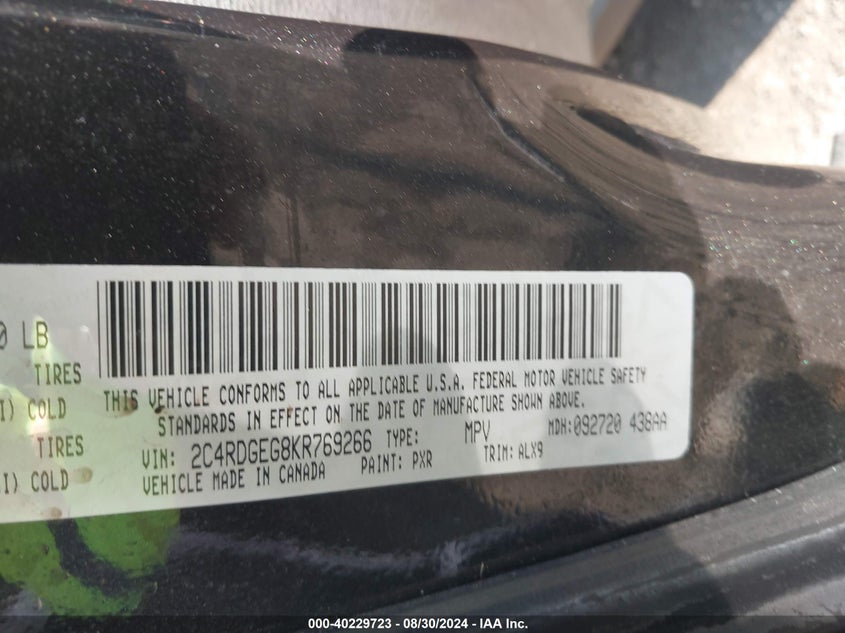 0 LB
TIRES
I) COLD
TIRES
I) COLD
THIS VEHICLE CONFORMS TO ALL APPLICABLE U.S.A. FEDERAL MOTOR VEHICLE SAFETY
STANDARDS IN EFFECT ON THE DATE OF MANUFACTURE SHOWN ABOVE.
VIN: 2C4RDGEG8KR769266 TYPE: MPV MDH:092720 438AA
VEHICLE MADE IN CANADA PAINT: PXR TRIM: ALX9
000-40229723 - 08/30/2024 - IAA Inc.